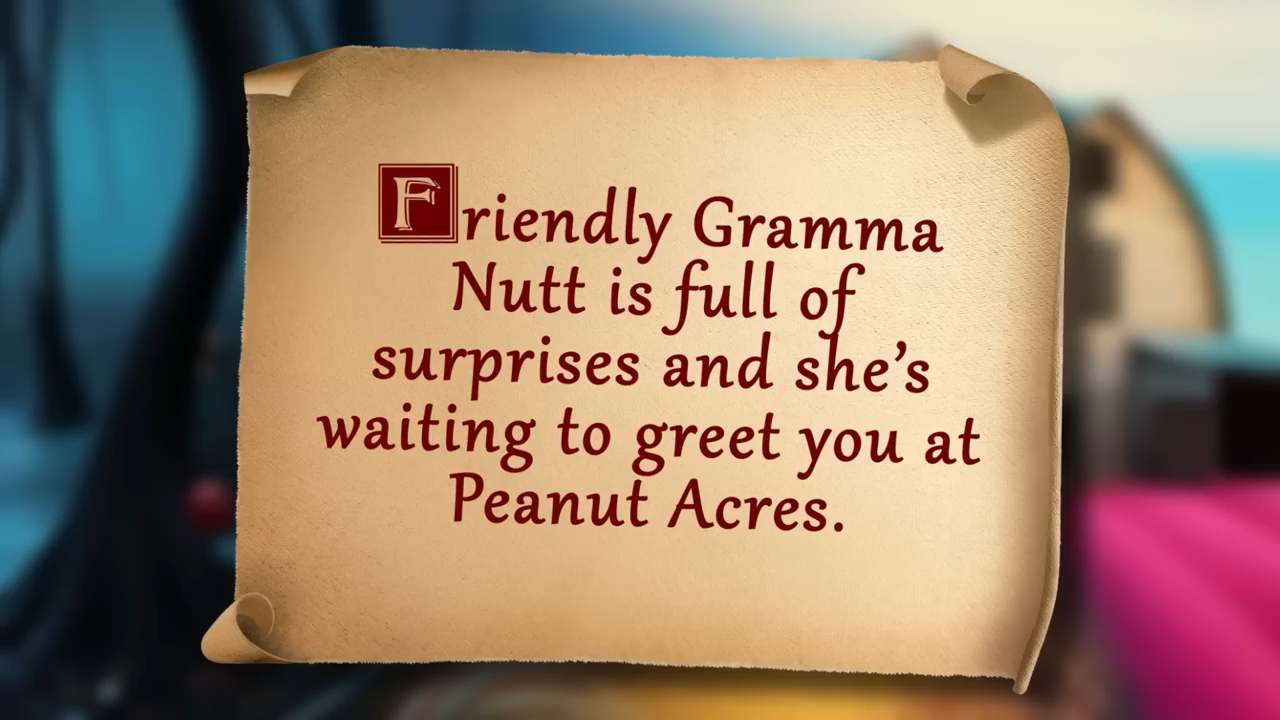 Friendly Gramma
Nutt is full of
surprises and she’s
waiting to greet you at
Peanut Acres.